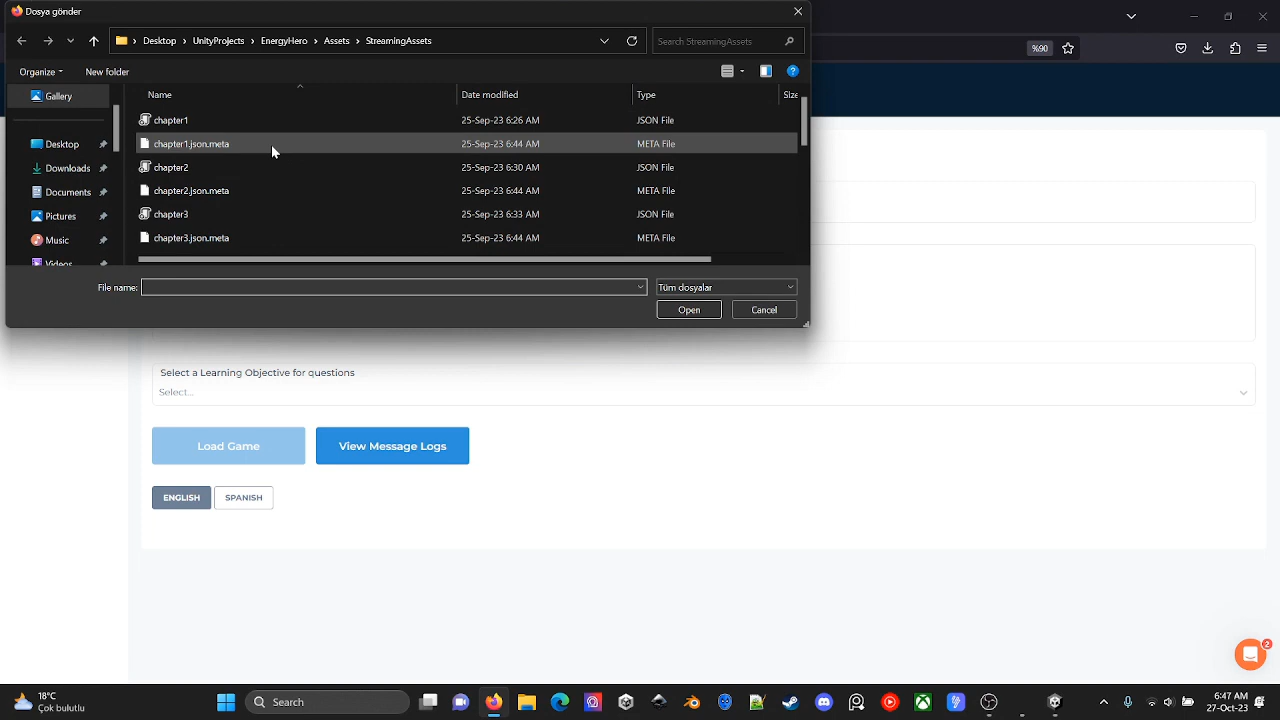 Dosya gönder
Desktop > UnityProjects > EnergyHero > Assets > StreamingAssets
Search StreamingAssets
%90
Organize
New folder
Gallery
Desktop
Downloads
Documents
Pictures
Music
Videos
Name Date modified Type Size
chapter1 25-Sep-23 6:26 AM JSON File
chapter1.json.meta 25-Sep-23 6:44 AM META File
chapter2 25-Sep-23 6:30 AM JSON File
chapter2.json.meta 25-Sep-23 6:44 AM META File
chapter3 25-Sep-23 6:33 AM JSON File
chapter3.json.meta 25-Sep-23 6:44 AM META File
File name:
Tüm dosyalar
Open
Cancel
Select a Learning Objective for questions
Select...
Load Game
View Message Logs
ENGLISH
SPANISH
2
18°C
Çok bulutlu
Search
6:47 AM
27-Oct-23